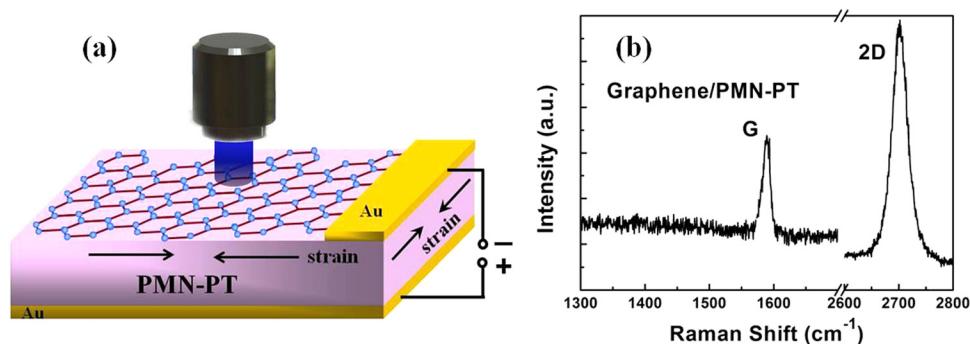 (a)
Au
strain
−
+
strain
PMN-PT
Au
(b)
2D
Graphene/PMN-PT
G
Intensity (a.u.)
1300 1400 1500 1600 2600 2700 2800
Raman Shift (cm⁻¹)